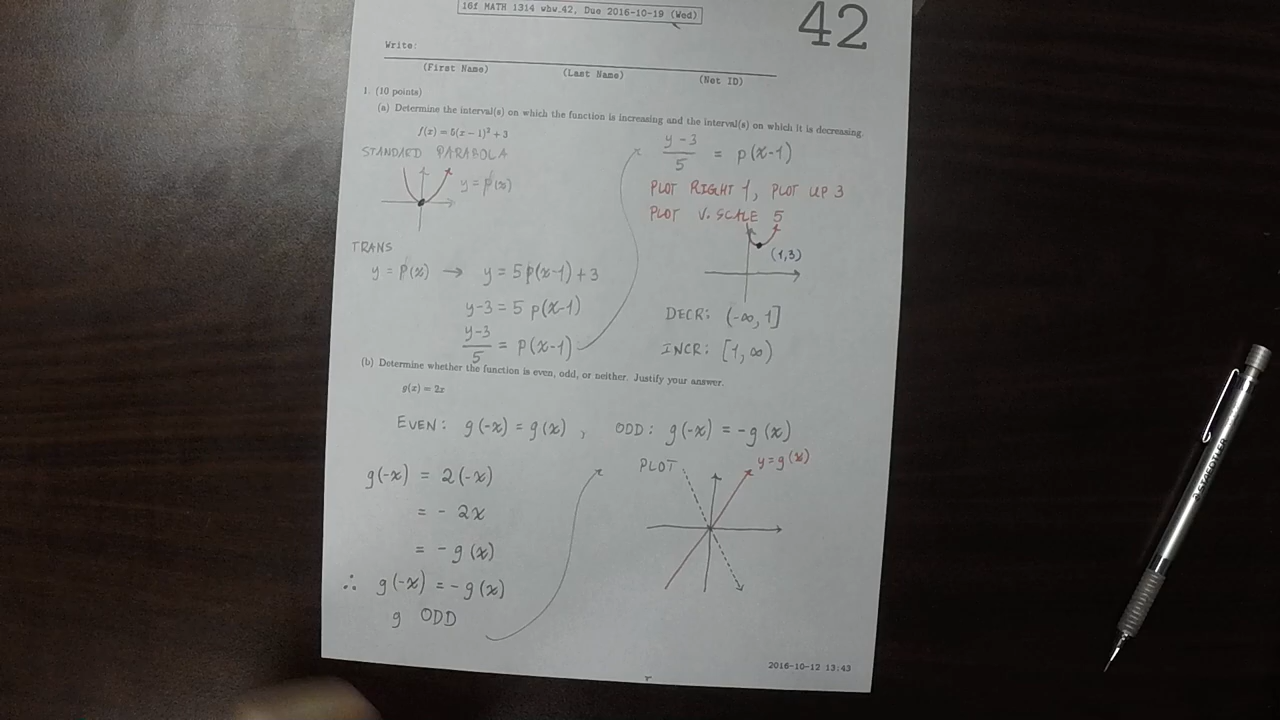 16f MATH 1314 wbw.42, Due 2016-10-19 (Wed)
42
Write:
(First Name) (Last Name) (Net ID)
1. (10 points)
(a) Determine the interval(s) on which the function is increasing and the interval(s) on which it is decreasing.
f(x) = 5(x − 1)² + 3
STANDARD PARABOLA
y = p(x)
TRANS
y = p(x) → y = 5p(x-1)+3
y-3 = 5 p(x-1)
y-3/5 = p(x-1)
y-3/5 = p(x-1)
PLOT RIGHT 1, PLOT UP 3
PLOT V. SCALE 5
(1,3)
DECR: (-∞, 1]
INCR: [1, ∞)
(b) Determine whether the function is even, odd, or neither. Justify your answer.
g(x) = 2x
EVEN: g(-x) = g(x) , ODD: g(-x) = -g(x)
g(-x) = 2(-x)
= - 2x
= - g(x)
∴ g(-x) = -g(x)
g ODD
PLOT
y = g(x)
STAEDTLER
2016-10-12 13:43